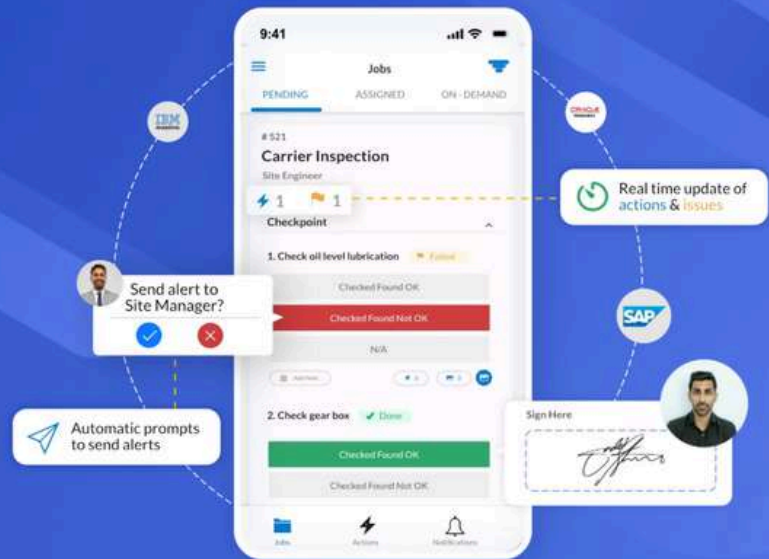 9:41
Jobs
PENDING ASSIGNED ON - DEMAND
IBM
ORACLE
# 521
Carrier Inspection
Site Engineer
1 1
Real time update of
actions & issues
Checkpoint
1. Check oil level lubrication Failed
Send alert to
Site Manager?
Checked Found OK
Checked Found Not OK
SAP
N/A
Add Note
2. Check gear box Done
Sign Here
Automatic prompts
to send alerts
Checked Found OK
Checked Found Not OK
Jobs Actions Notifications